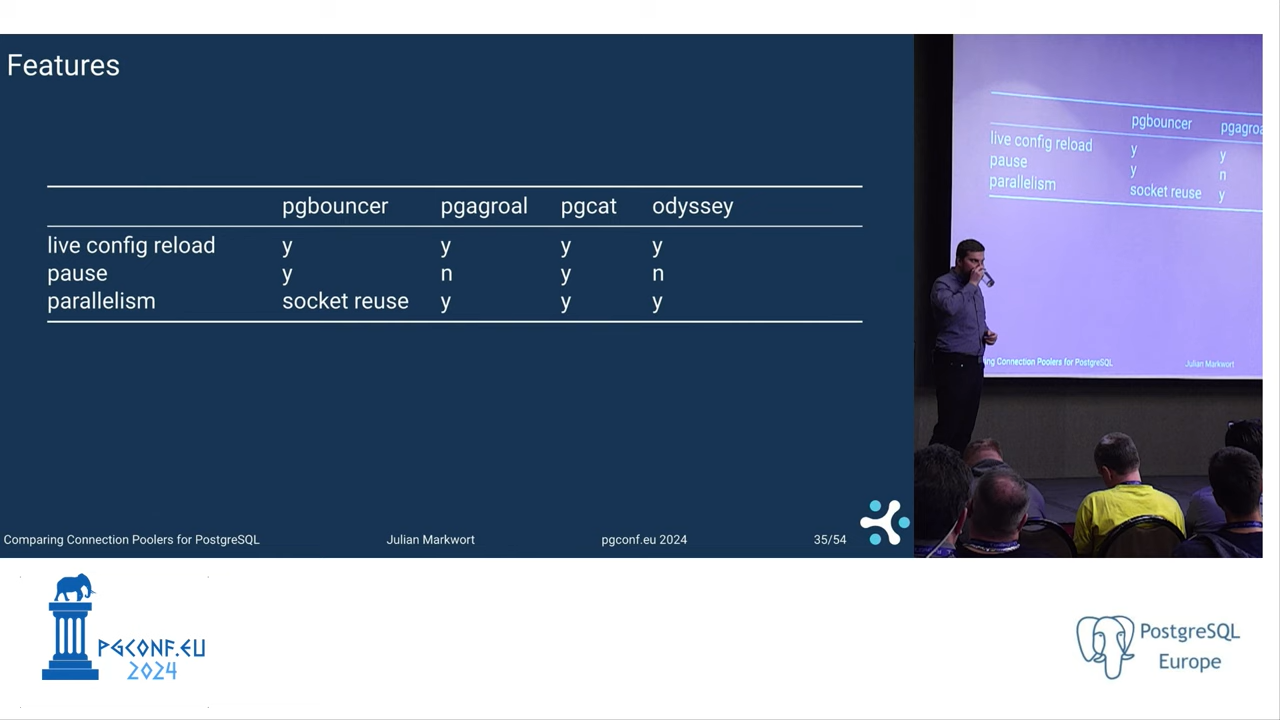 Features
pgbouncer pgagroal pgcat odyssey
live config reload y y y y
pause y n y n
parallelism socket reuse y y y
Comparing Connection Poolers for PostgreSQL Julian Markwort pgconf.eu 2024 35/54
pgbouncer pgagroa
live config reload y y
pause y n
parallelism socket reuse y
ng Connection Poolers for PostgreSQL Julian Markwort
PGCONF.EU
2024
PostgreSQL
Europe